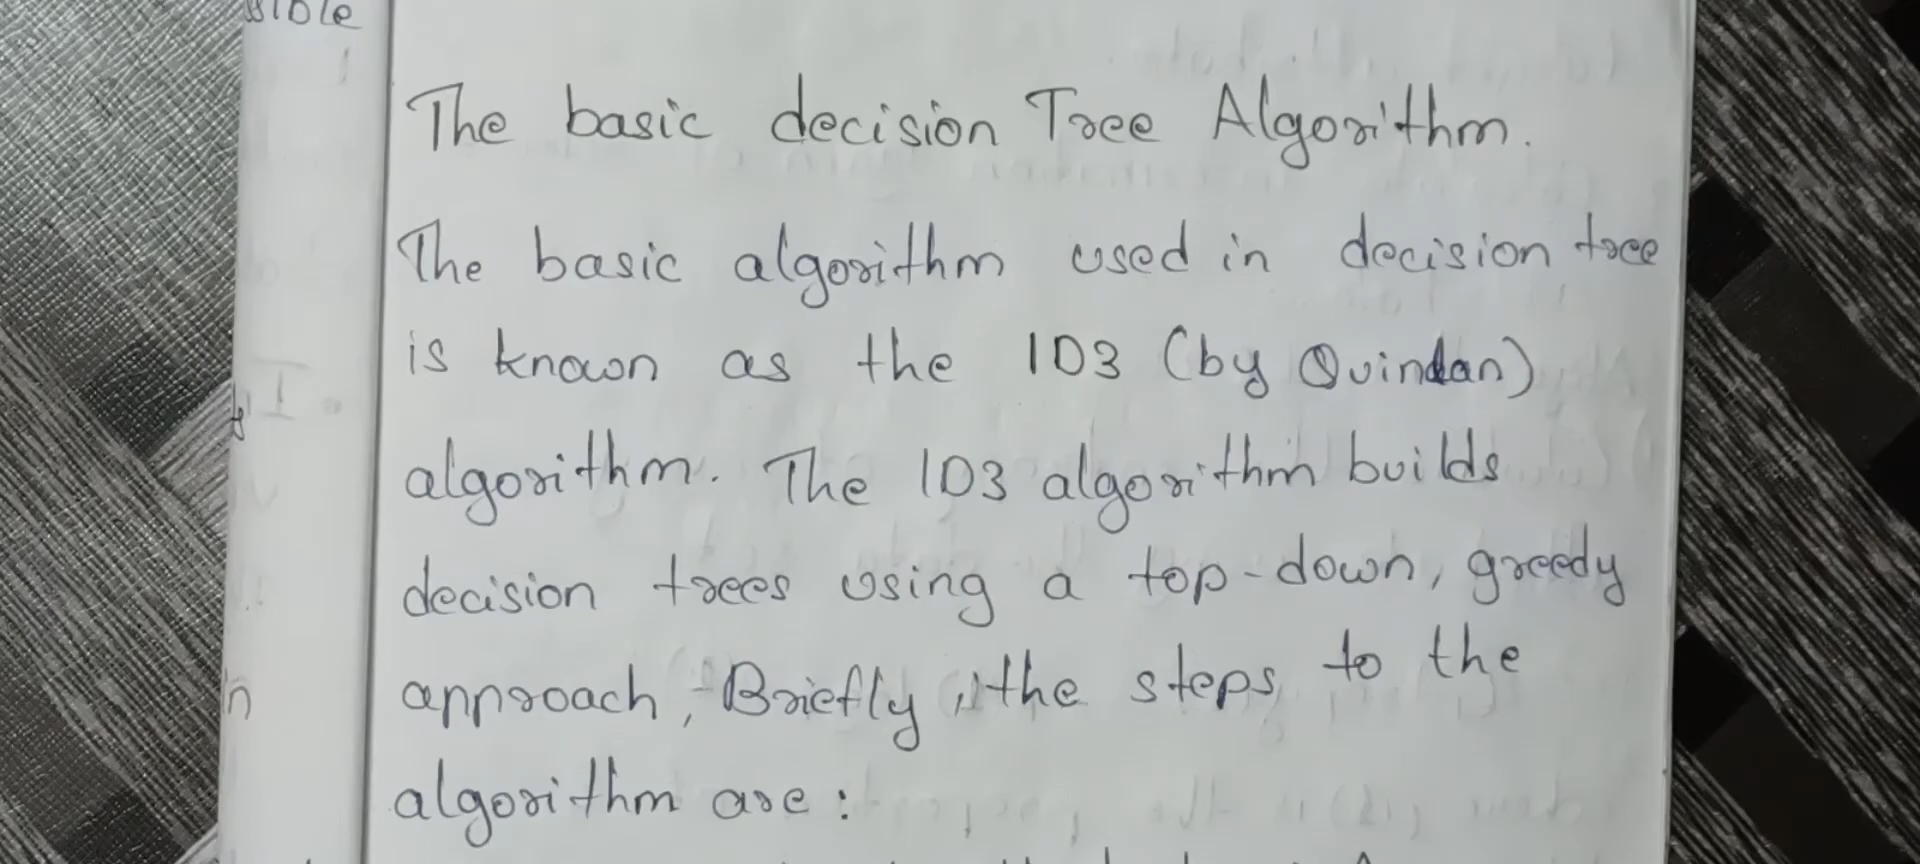 The basic decision Tree Algorithm.
The basic algorithm used in decision tree
is known as the ID3 (by Quindan)
algorithm. The ID3 algorithm builds
decision trees using a top-down, greedy
approach, Briefly, the steps to the
algorithm are: